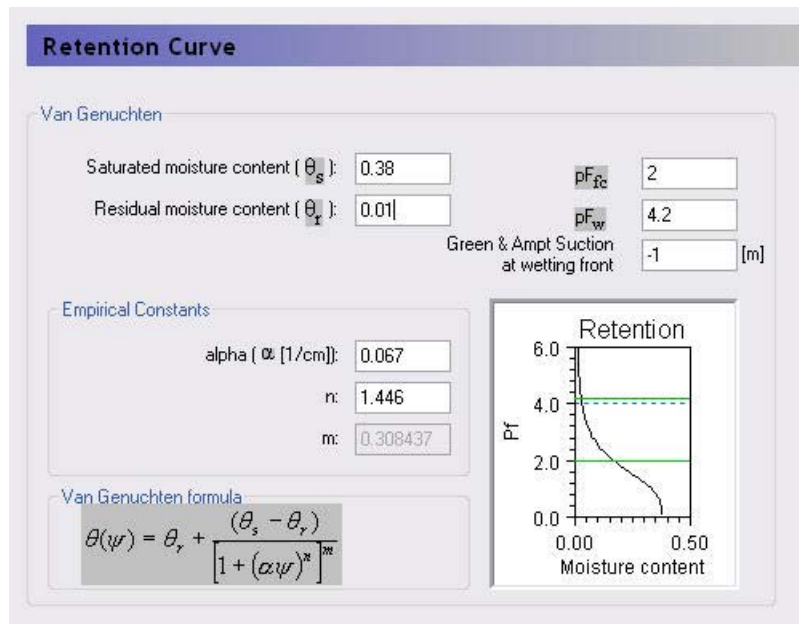 Retention Curve
Van Genuchten
Saturated moisture content ( θs ): 0.38
Residual moisture content ( θr ): 0.01
pFfc 2
pFw 4.2
Green & Ampt Suction
at wetting front -1 [m]
Empirical Constants
alpha ( α [1/cm]): 0.067
n: 1.446
m: 0.308437
Van Genuchten formula
θ(ψ) = θr + (θs − θr) / [1 + (αψ)^n]^m
Retention
6.0
4.0
2.0
0.0
Pf
0.00 0.50
Moisture content